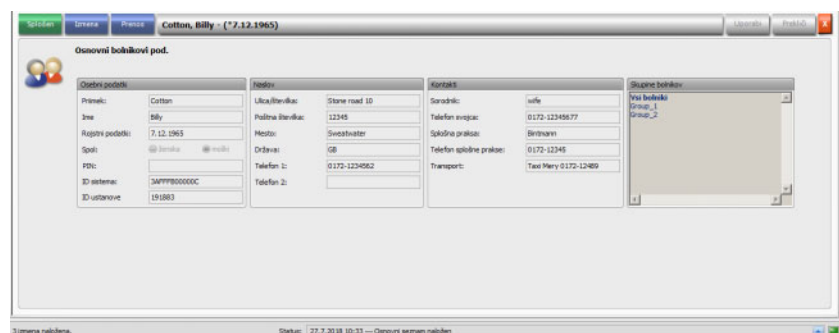 Splošen Izmena Prenos Cotton, Billy - (*7.12.1965) Uporabi Prekliči X
Osnovni bolnikovi pod.
Osebni podatki
Priimek: Cotton
Ime Billy
Rojstni podatki: 7.12.1965
Spol: ženska moški
PIN:
ID sistema: 3AFFFB00000C
ID ustanove 191883
Naslov
Ulica/številka: Stone road 10
Poštna številka: 12345
Mesto: Sweatwater
Država: GB
Telefon 1: 0172-1234562
Telefon 2:
Kontakti
Sorodnik: wife
Telefon svojca: 0172-12345677
Splošna praksa: Bintmann
Telefon splošne prakse: 0172-12345
Transport: Taxi Mery 0172-12489
Skupine bolnikov
Vsi bolniki
Group_1
Group_2
Izmena naložena. Status: 27.7.2018 10:33 --- Osnovni seznam naložen